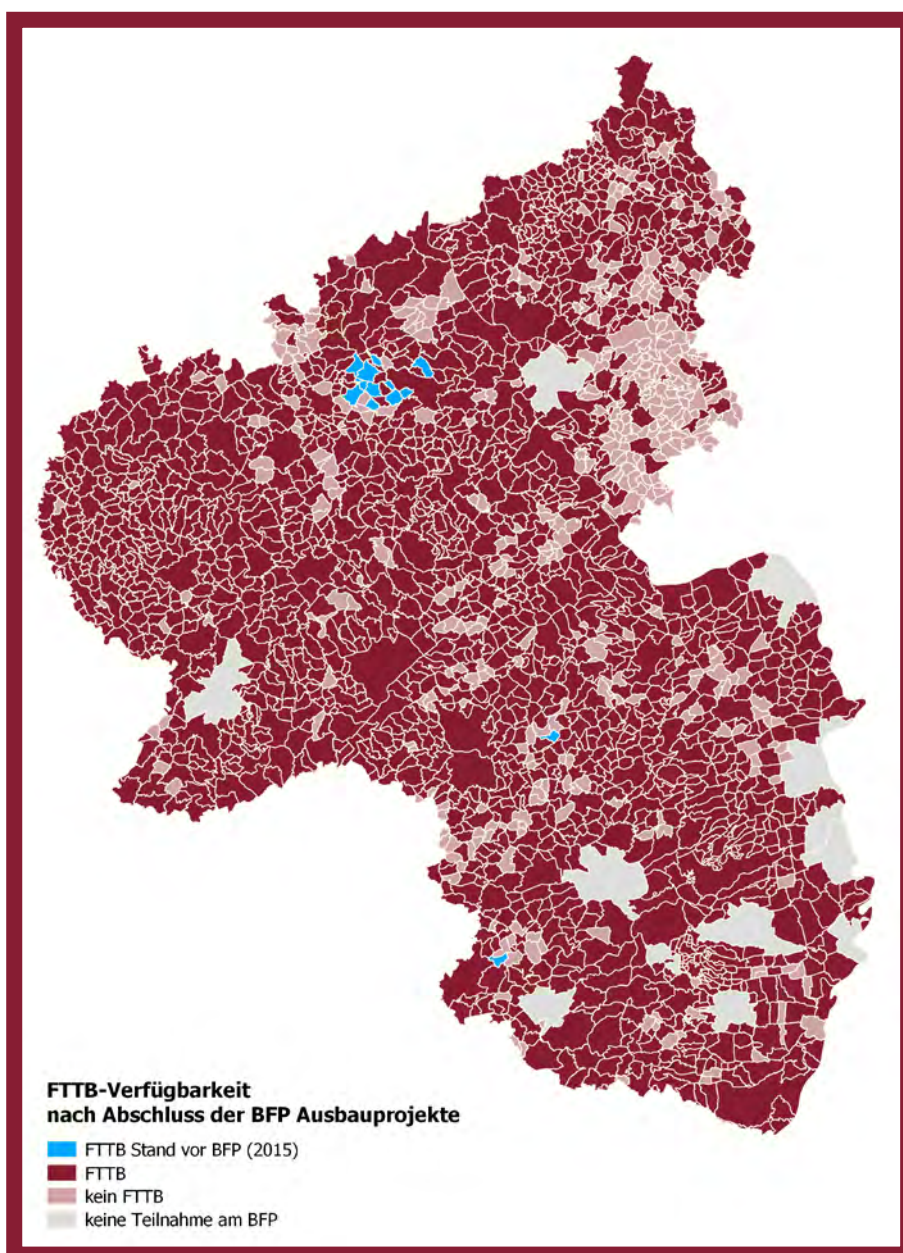 FTTB-Verfügbarkeit
nach Abschluss der BFP Ausbauprojekte
FTTB Stand vor BFP (2015)
FTTB
kein FTTB
keine Teilnahme am BFP